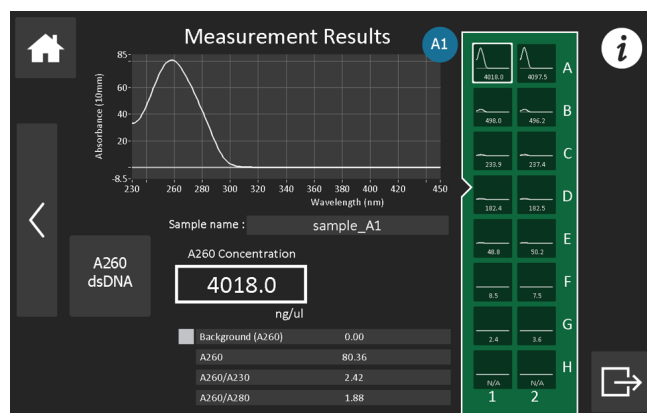 Measurement Results
A1
i
85
60
40
20
-8.5
Absorbance (10mm)
230 260 280 300 320 340 360 380 400 420 450
Wavelength (nm)
Sample name : sample_A1
A260
dsDNA
A260 Concentration
4018.0
ng/ul
Background (A260) 0.00
A260 80.36
A260/A230 2.42
A260/A280 1.88
4018.0 4097.5 A
498.0 496.2 B
233.9 237.4 C
182.4 182.5 D
48.8 50.2 E
8.5 7.5 F
2.4 3.6 G
N/A N/A H
1 2